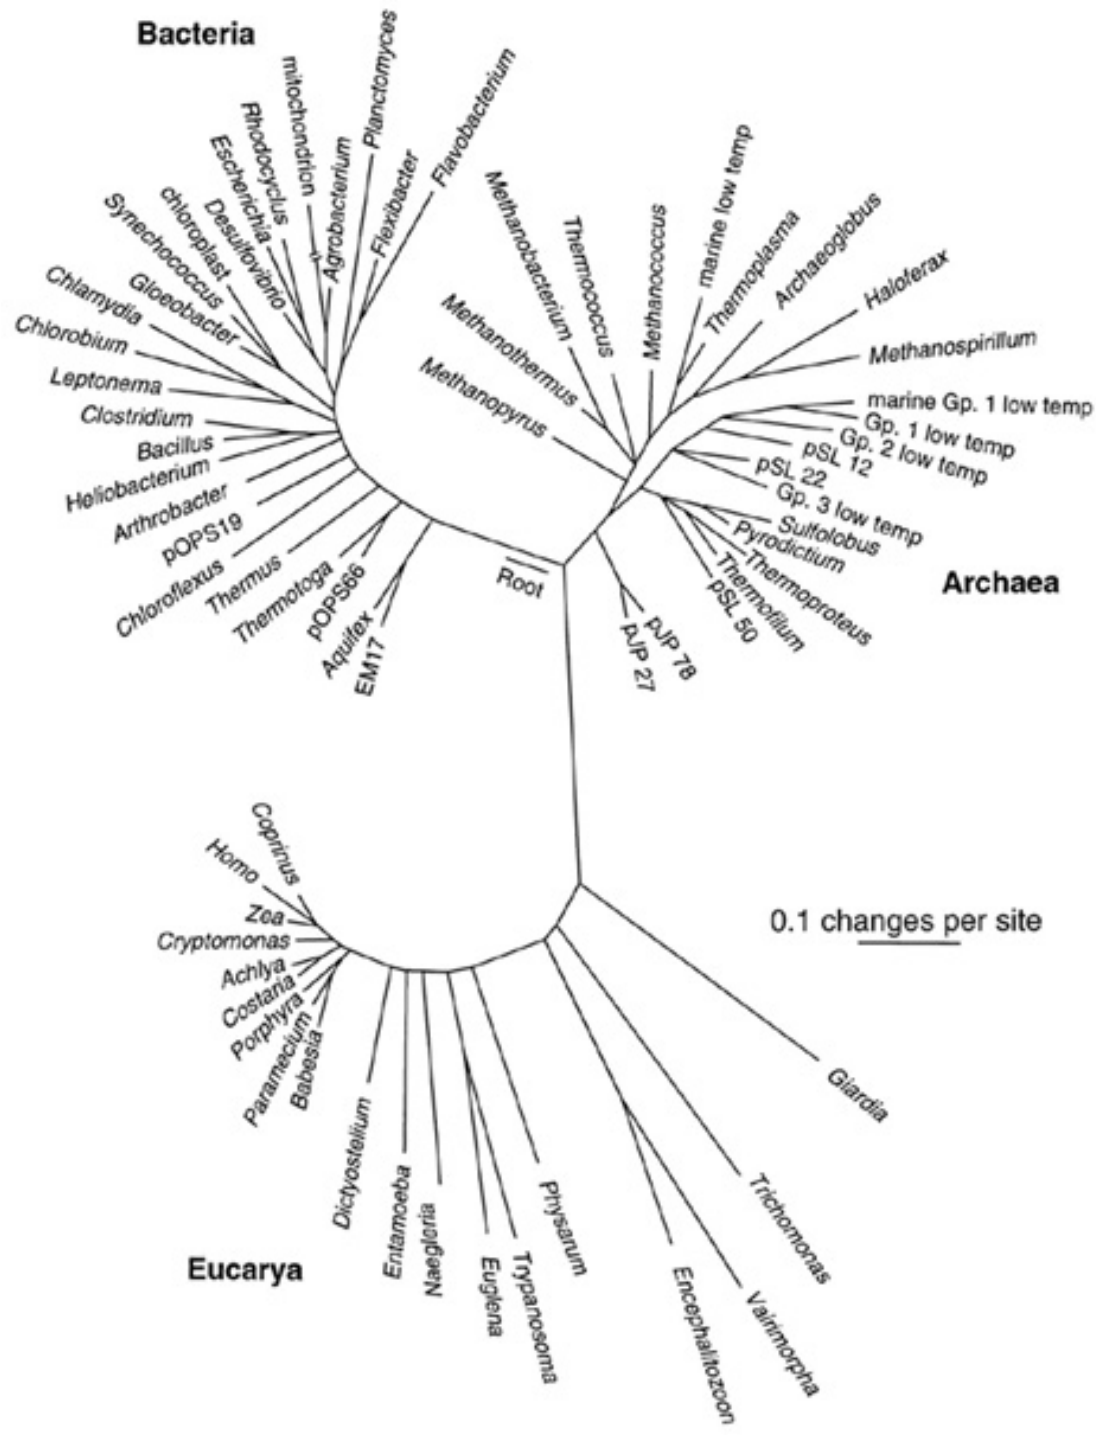 Bacteria
Planctomyces
mitochondrion
Flavobacterium
Rhodocyclus
Escherichia
Agrobacterium
Flexibacter
Desulfovibrio
chloroplast
Synechococcus
Gloeobacter
Chlamydia
Chlorobium
Leptonema
Clostridium
Bacillus
Heliobacterium
Arthrobacter
pOPS19
Chloroflexus
Thermus
Thermotoga
pOPS66
Aquifex
EM17
Root
Methanopyrus
Methanothermus
Methanobacterium
Thermococcus
Methanococcus
marine low temp
Thermoplasma
Archaeoglobus
Haloferax
Methanospirillum
marine Gp. 1 low temp
Gp. 1 low temp
Gp. 2 low temp
pSL 12
pSL 22
Gp. 3 low temp
Sulfolobus
Pyrodictium
Thermoproteus
Thermofilum
pSL 50
pJP 78
pJP 27
Archaea
Coprinus
Homo
Zea
Cryptomonas
Achlya
Costaria
Porphyra
Paramecium
Babesia
Dictyostelium
Entamoeba
Naegleria
Euglena
Trypanosoma
Physarum
Encephalitozoon
Vairimorpha
Trichomonas
Giardia
0.1 changes per site
Eucarya